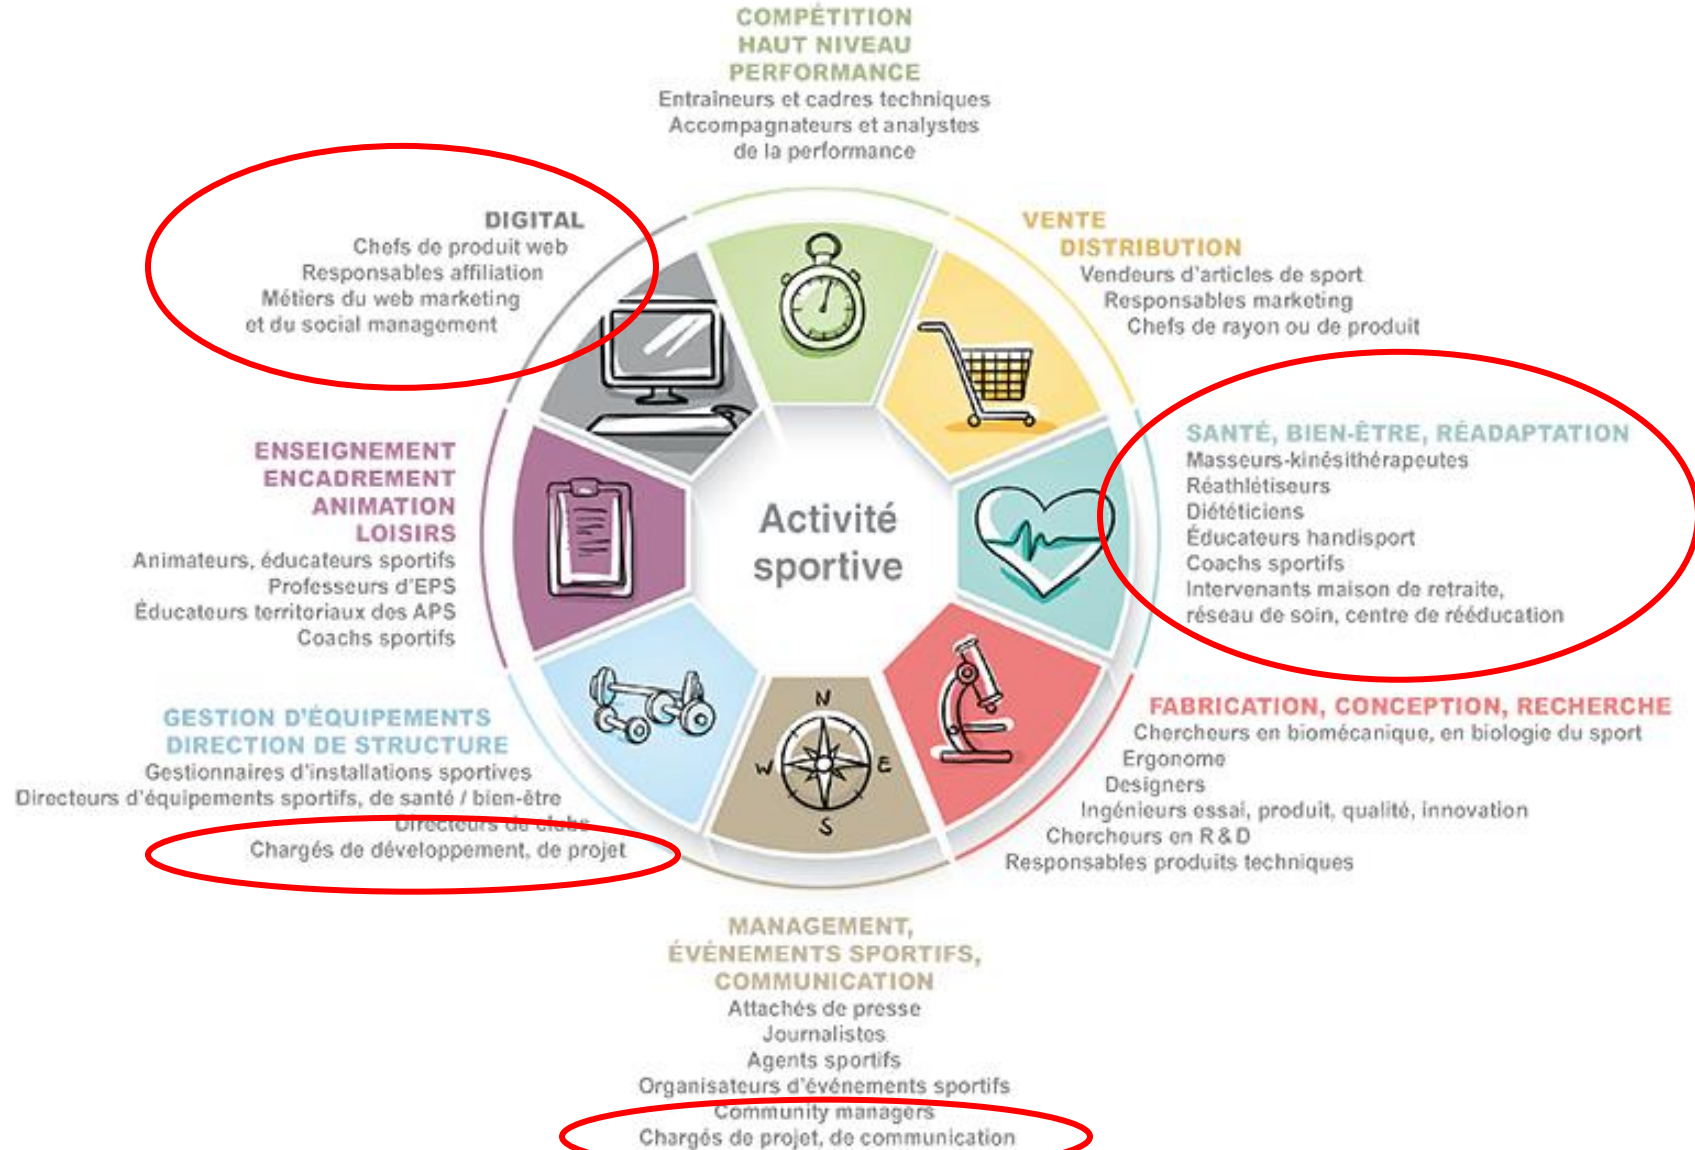 COMPÉTITION
HAUT NIVEAU
PERFORMANCE
Entraîneurs et cadres techniques
Accompagnateurs et analystes
de la performance
DIGITAL
Chefs de produit web
Responsables affiliation
Métiers du web marketing
et du social management
VENTE
DISTRIBUTION
Vendeurs d'articles de sport
Responsables marketing
Chefs de rayon ou de produit
ENSEIGNEMENT
ENCADREMENT
ANIMATION
LOISIRS
Animateurs, éducateurs sportifs
Professeurs d'EPS
Éducateurs territoriaux des APS
Coachs sportifs
Activité
sportive
SANTÉ, BIEN-ÊTRE, RÉADAPTATION
Masseurs-kinésithérapeutes
Réathlétiseurs
Diététiciens
Éducateurs handisport
Coachs sportifs
Intervenants maison de retraite,
réseau de soin, centre de rééducation
GESTION D'ÉQUIPEMENTS
DIRECTION DE STRUCTURE
Gestionnaires d'installations sportives
Directeurs d'équipements sportifs, de santé / bien-être
Directeurs de clubs
Chargés de développement, de projet
N
W
E
S
FABRICATION, CONCEPTION, RECHERCHE
Chercheurs en biomécanique, en biologie du sport
Ergonome
Designers
Ingénieurs essai, produit, qualité, innovation
Chercheurs en R & D
Responsables produits techniques
MANAGEMENT,
ÉVÉNEMENTS SPORTIFS,
COMMUNICATION
Attachés de presse
Journalistes
Agents sportifs
Organisateurs d'événements sportifs
Community managers
Chargés de projet, de communication